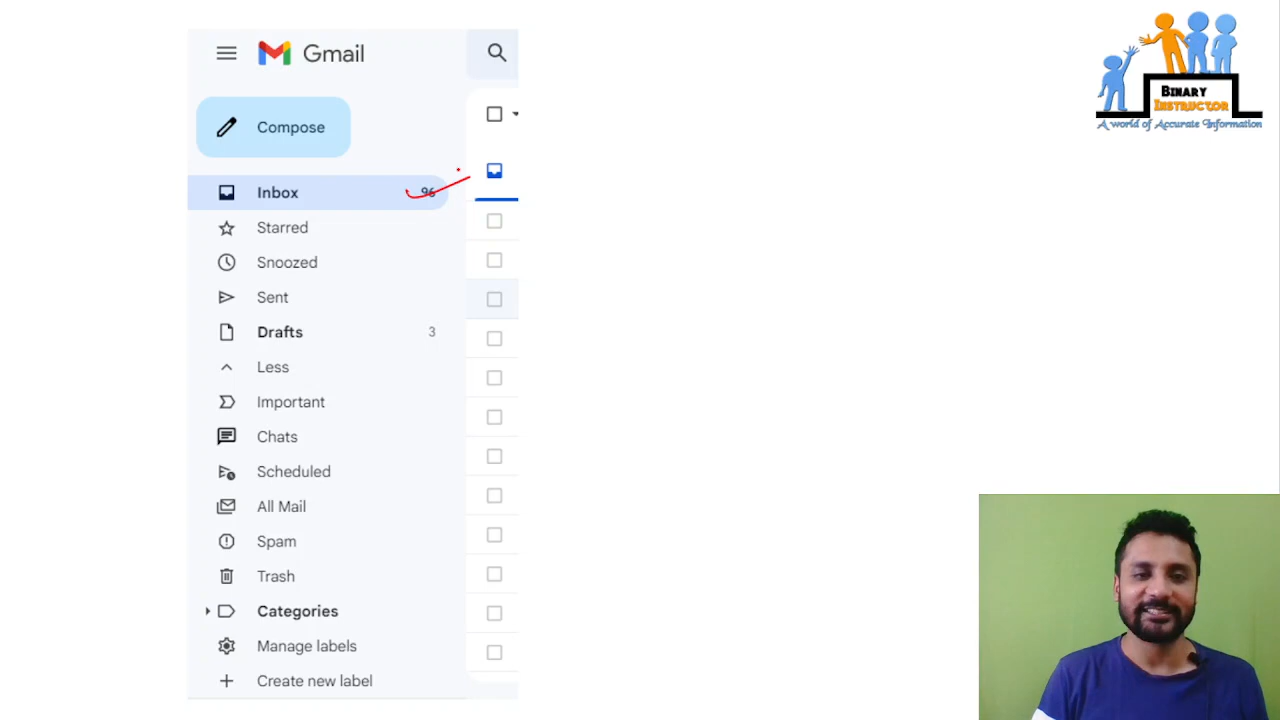 Gmail
Compose
Inbox 96
Starred
Snoozed
Sent
Drafts 3
Less
Important
Chats
Scheduled
All Mail
Spam
Trash
Categories
Manage labels
Create new label
BINARY
INSTRUCTOR
A world of Accurate Information